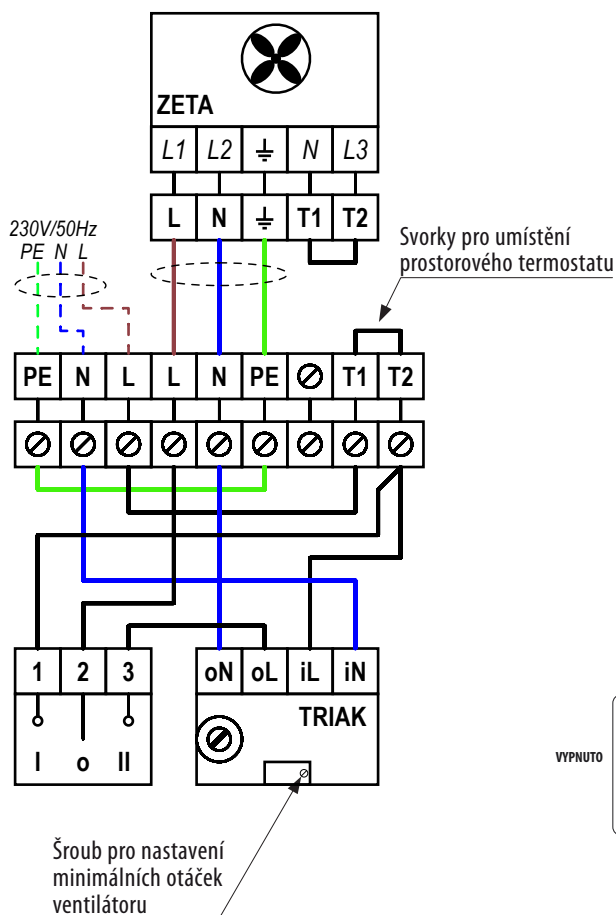 ZETA
L1 L2 N L3
L N T1 T2
230V/50Hz
PE N L
Svorky pro umístění
prostorového termostatu
PE N L L N PE T1 T2
1 2 3
I o II
oN oL iL iN
TRIAK
VYPNUTO
Šroub pro nastavení
minimálních otáček
ventilátoru